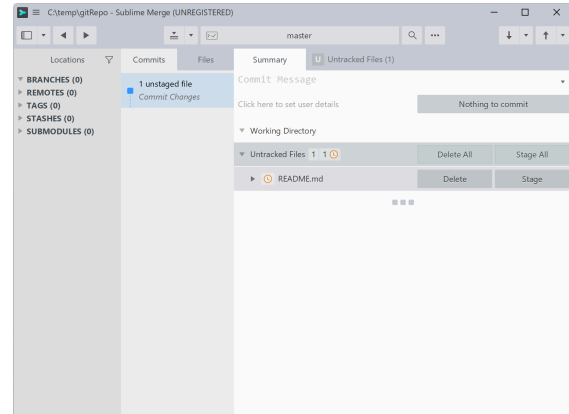 C:\temp\gitRepo - Sublime Merge (UNREGISTERED)
master
Locations
Commits
Files
Summary
U Untracked Files (1)
BRANCHES (0)
REMOTES (0)
TAGS (0)
STASHES (0)
SUBMODULES (0)
1 unstaged file
Commit Changes
Commit Message
Click here to set user details
Nothing to commit
Working Directory
Untracked Files 1 1
Delete All
Stage All
README.md
Delete
Stage